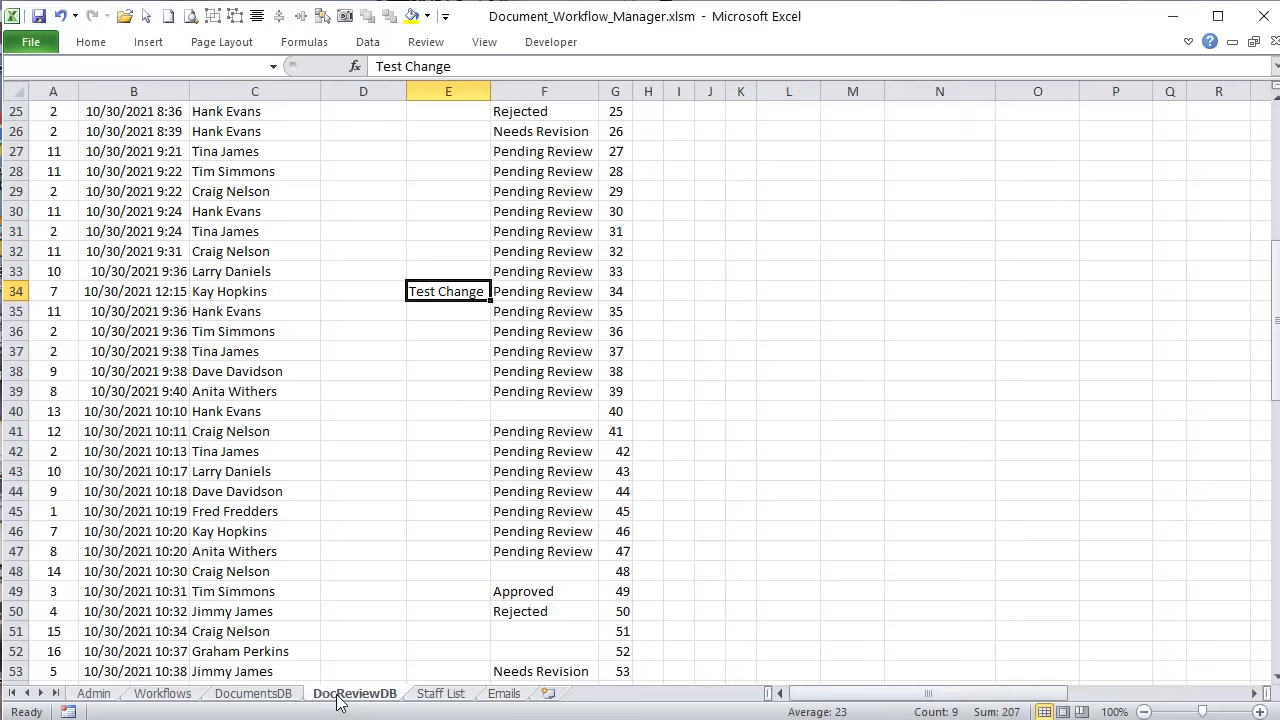 Document_Workflow_Manager.xlsm - Microsoft Excel
File Home Insert Page Layout Formulas Data Review View Developer
fx Test Change
A B C D E F G H I J K L M N O P Q R
25 2 10/30/2021 8:36 Hank Evans Rejected 25
26 2 10/30/2021 8:39 Hank Evans Needs Revision 26
27 11 10/30/2021 9:21 Tina James Pending Review 27
28 11 10/30/2021 9:22 Tim Simmons Pending Review 28
29 2 10/30/2021 9:22 Craig Nelson Pending Review 29
30 11 10/30/2021 9:24 Hank Evans Pending Review 30
31 2 10/30/2021 9:24 Tina James Pending Review 31
32 11 10/30/2021 9:31 Craig Nelson Pending Review 32
33 10 10/30/2021 9:36 Larry Daniels Pending Review 33
34 7 10/30/2021 12:15 Kay Hopkins Test Change Pending Review 34
35 11 10/30/2021 9:36 Hank Evans Pending Review 35
36 2 10/30/2021 9:36 Tim Simmons Pending Review 36
37 2 10/30/2021 9:38 Tina James Pending Review 37
38 9 10/30/2021 9:38 Dave Davidson Pending Review 38
39 8 10/30/2021 9:40 Anita Withers Pending Review 39
40 13 10/30/2021 10:10 Hank Evans 40
41 12 10/30/2021 10:11 Craig Nelson Pending Review 41
42 2 10/30/2021 10:13 Tina James Pending Review 42
43 10 10/30/2021 10:17 Larry Daniels Pending Review 43
44 9 10/30/2021 10:18 Dave Davidson Pending Review 44
45 1 10/30/2021 10:19 Fred Fredders Pending Review 45
46 7 10/30/2021 10:20 Kay Hopkins Pending Review 46
47 8 10/30/2021 10:20 Anita Withers Pending Review 47
48 14 10/30/2021 10:30 Craig Nelson 48
49 3 10/30/2021 10:31 Tim Simmons Approved 49
50 4 10/30/2021 10:32 Jimmy James Rejected 50
51 15 10/30/2021 10:34 Craig Nelson 51
52 16 10/30/2021 10:37 Graham Perkins 52
53 5 10/30/2021 10:38 Jimmy James Needs Revision 53
Admin Workflows DocumentsDB DocReviewDB Staff List Emails
Ready Average: 23 Count: 9 Sum: 207 100%